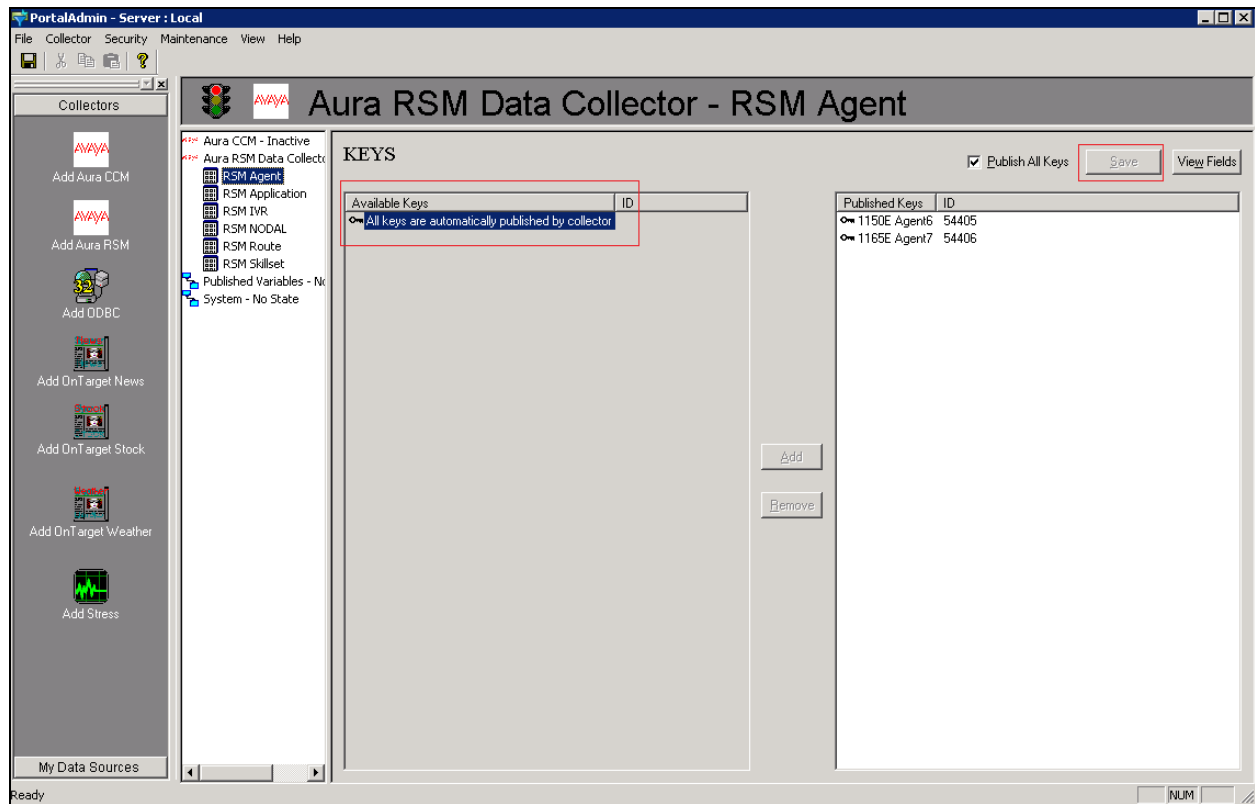 PortalAdmin - Server : Local
File Collector Security Maintenance View Help
Collectors
AVAYA
Add Aura CCM
AVAYA
Add Aura RSM
32
Add ODBC
Add OnTarget News
Add OnTarget Stock
Weather
Add OnTarget Weather
Add Stress
My Data Sources
AVAYA Aura RSM Data Collector - RSM Agent
Aura CCM - Inactive
Aura RSM Data Collecto
RSM Agent
RSM Application
RSM IVR
RSM NODAL
RSM Route
RSM Skillset
Published Variables - No
System - No State
KEYS
Publish All Keys Save View Fields
Available Keys ID
All keys are automatically published by collector
Add
Remove
Published Keys ID
1150E Agent6 54405
1165E Agent7 54406
Ready NUM